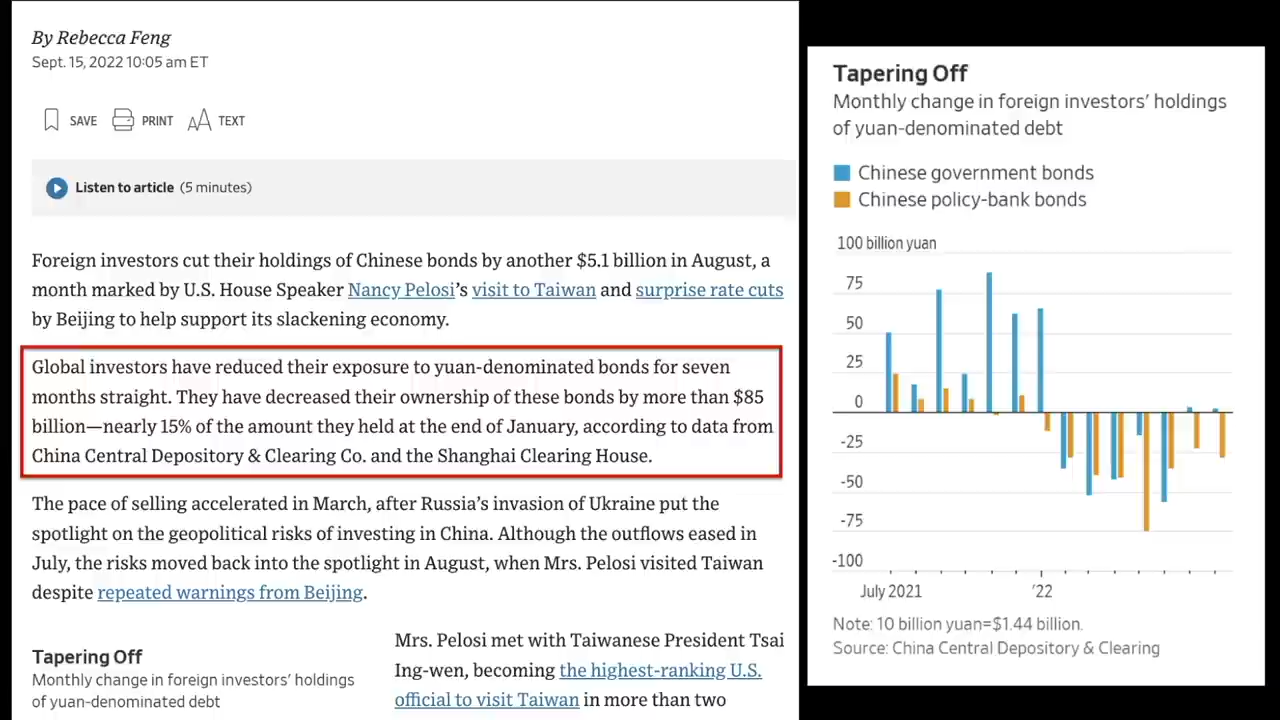 By Rebecca Feng
Sept. 15, 2022 10:05 am ET
SAVE PRINT TEXT
Listen to article (5 minutes)
Foreign investors cut their holdings of Chinese bonds by another $5.1 billion in August, a
month marked by U.S. House Speaker Nancy Pelosi's visit to Taiwan and surprise rate cuts
by Beijing to help support its slackening economy.
Global investors have reduced their exposure to yuan-denominated bonds for seven
months straight. They have decreased their ownership of these bonds by more than $85
billion—nearly 15% of the amount they held at the end of January, according to data from
China Central Depository & Clearing Co. and the Shanghai Clearing House.
The pace of selling accelerated in March, after Russia's invasion of Ukraine put the
spotlight on the geopolitical risks of investing in China. Although the outflows eased in
July, the risks moved back into the spotlight in August, when Mrs. Pelosi visited Taiwan
despite repeated warnings from Beijing.
Tapering Off
Monthly change in foreign investors' holdings
of yuan-denominated debt
Mrs. Pelosi met with Taiwanese President Tsai
Ing-wen, becoming the highest-ranking U.S.
official to visit Taiwan in more than two
Tapering Off
Monthly change in foreign investors' holdings
of yuan-denominated debt
Chinese government bonds
Chinese policy-bank bonds
100 billion yuan
75
50
25
0
-25
-50
-75
-100
July 2021 '22
Note: 10 billion yuan=$1.44 billion.
Source: China Central Depository & Clearing